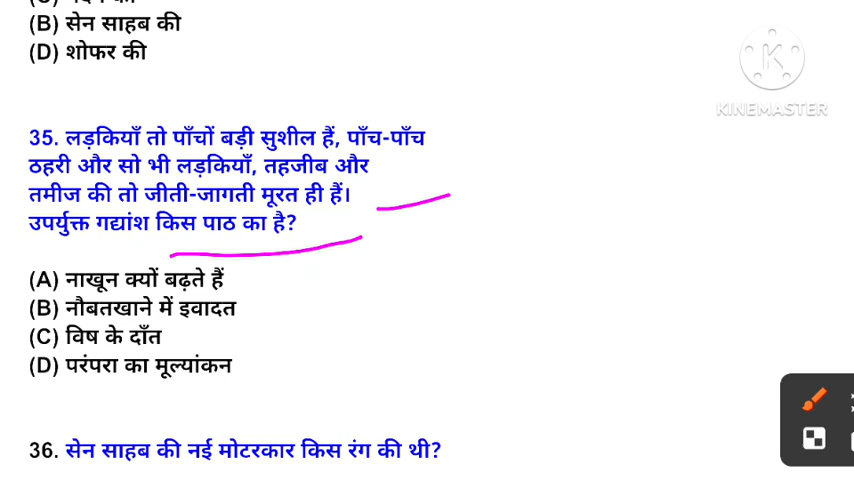 (B) सेन साहब की
(D) शोफर की
KINEMASTER
35. लड़कियाँ तो पाँचों बड़ी सुशील हैं, पाँच-पाँच
ठहरी और सो भी लड़कियाँ, तहजीब और
तमीज की तो जीती-जागती मूरत ही हैं।
उपर्युक्त गद्यांश किस पाठ का है?
(A) नाखून क्यों बढ़ते हैं
(B) नौबतखाने में इवादत
(C) विष के दाँत
(D) परंपरा का मूल्यांकन
36. सेन साहब की नई मोटरकार किस रंग की थी?